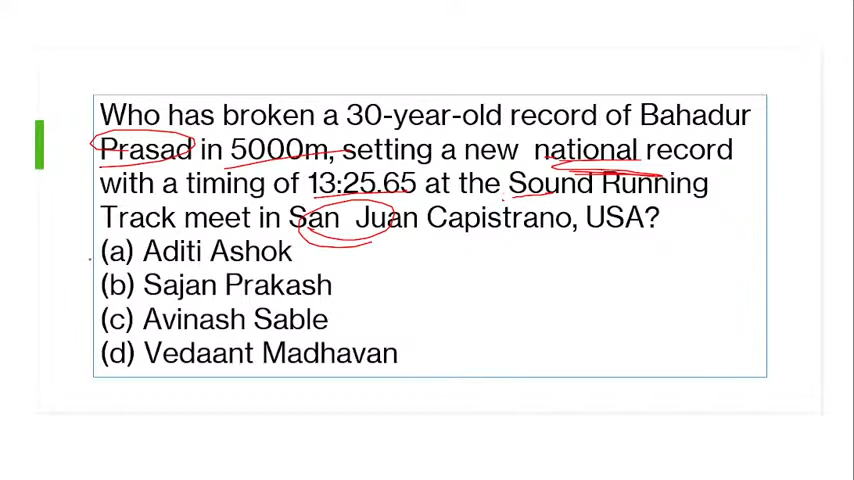 Who has broken a 30-year-old record of Bahadur
Prasad in 5000m, setting a new national record
with a timing of 13:25.65 at the Sound Running
Track meet in San Juan Capistrano, USA?
(a) Aditi Ashok
(b) Sajan Prakash
(c) Avinash Sable
(d) Vedaant Madhavan